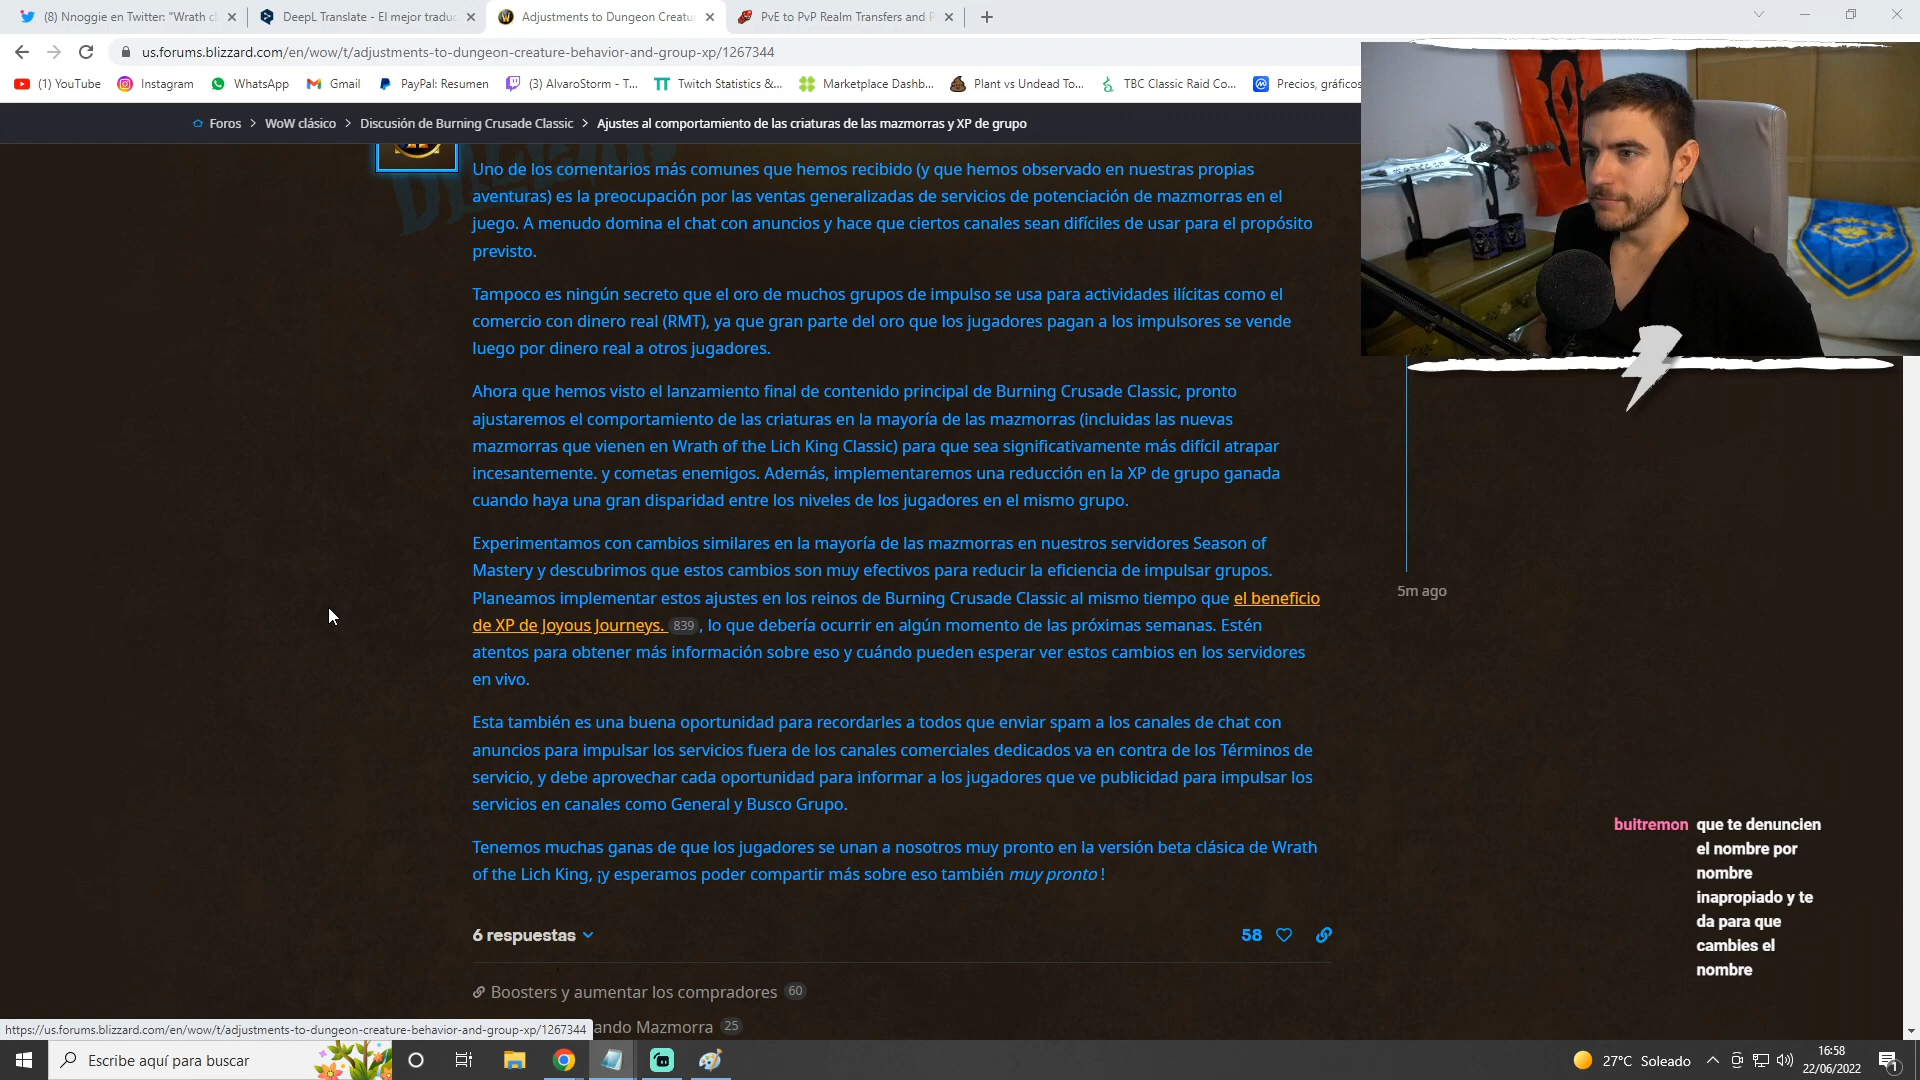 (8) Nnoggie en Twitter: "Wrath cl
DeepL Translate - El mejor traduc
Adjustments to Dungeon Creatu
PvE to PvP Realm Transfers and P
us.forums.blizzard.com/en/wow/t/adjustments-to-dungeon-creature-behavior-and-group-xp/1267344
(1) YouTube
Instagram
WhatsApp
Gmail
PayPal: Resumen
(3) AlvaroStorm - T...
Twitch Statistics &...
Marketplace Dashb...
Plant vs Undead To...
TBC Classic Raid Co...
Precios, gráficos
Foros > WoW clásico > Discusión de Burning Crusade Classic > Ajustes al comportamiento de las criaturas de las mazmorras y XP de grupo
Uno de los comentarios más comunes que hemos recibido (y que hemos observado en nuestras propias
aventuras) es la preocupación por las ventas generalizadas de servicios de potenciación de mazmorras en el
juego. A menudo domina el chat con anuncios y hace que ciertos canales sean difíciles de usar para el propósito
previsto.
Tampoco es ningún secreto que el oro de muchos grupos de impulso se usa para actividades ilícitas como el
comercio con dinero real (RMT), ya que gran parte del oro que los jugadores pagan a los impulsores se vende
luego por dinero real a otros jugadores.
Ahora que hemos visto el lanzamiento final de contenido principal de Burning Crusade Classic, pronto
ajustaremos el comportamiento de las criaturas en la mayoría de las mazmorras (incluidas las nuevas
mazmorras que vienen en Wrath of the Lich King Classic) para que sea significativamente más difícil atrapar
incesantemente. y cometas enemigos. Además, implementaremos una reducción en la XP de grupo ganada
cuando haya una gran disparidad entre los niveles de los jugadores en el mismo grupo.
Experimentamos con cambios similares en la mayoría de las mazmorras en nuestros servidores Season of
Mastery y descubrimos que estos cambios son muy efectivos para reducir la eficiencia de impulsar grupos.
Planeamos implementar estos ajustes en los reinos de Burning Crusade Classic al mismo tiempo que el beneficio
de XP de Joyous Journeys. 839 , lo que debería ocurrir en algún momento de las próximas semanas. Estén
atentos para obtener más información sobre eso y cuándo pueden esperar ver estos cambios en los servidores
en vivo.
Esta también es una buena oportunidad para recordarles a todos que enviar spam a los canales de chat con
anuncios para impulsar los servicios fuera de los canales comerciales dedicados va en contra de los Términos de
servicio, y debe aprovechar cada oportunidad para informar a los jugadores que ve publicidad para impulsar los
servicios en canales como General y Busco Grupo.
Tenemos muchas ganas de que los jugadores se unan a nosotros muy pronto en la versión beta clásica de Wrath
of the Lich King, ¡y esperamos poder compartir más sobre eso también muy pronto !
6 respuestas
58
Boosters y aumentar los compradores 60
ando Mazmorra 25
5m ago
buitremon que te denuncien
el nombre por
nombre
inapropiado y te
da para que
cambies el
nombre
https://us.forums.blizzard.com/en/wow/t/adjustments-to-dungeon-creature-behavior-and-group-xp/1267344
Escribe aquí para buscar
27°C Soleado
16:58
22/06/2022
1